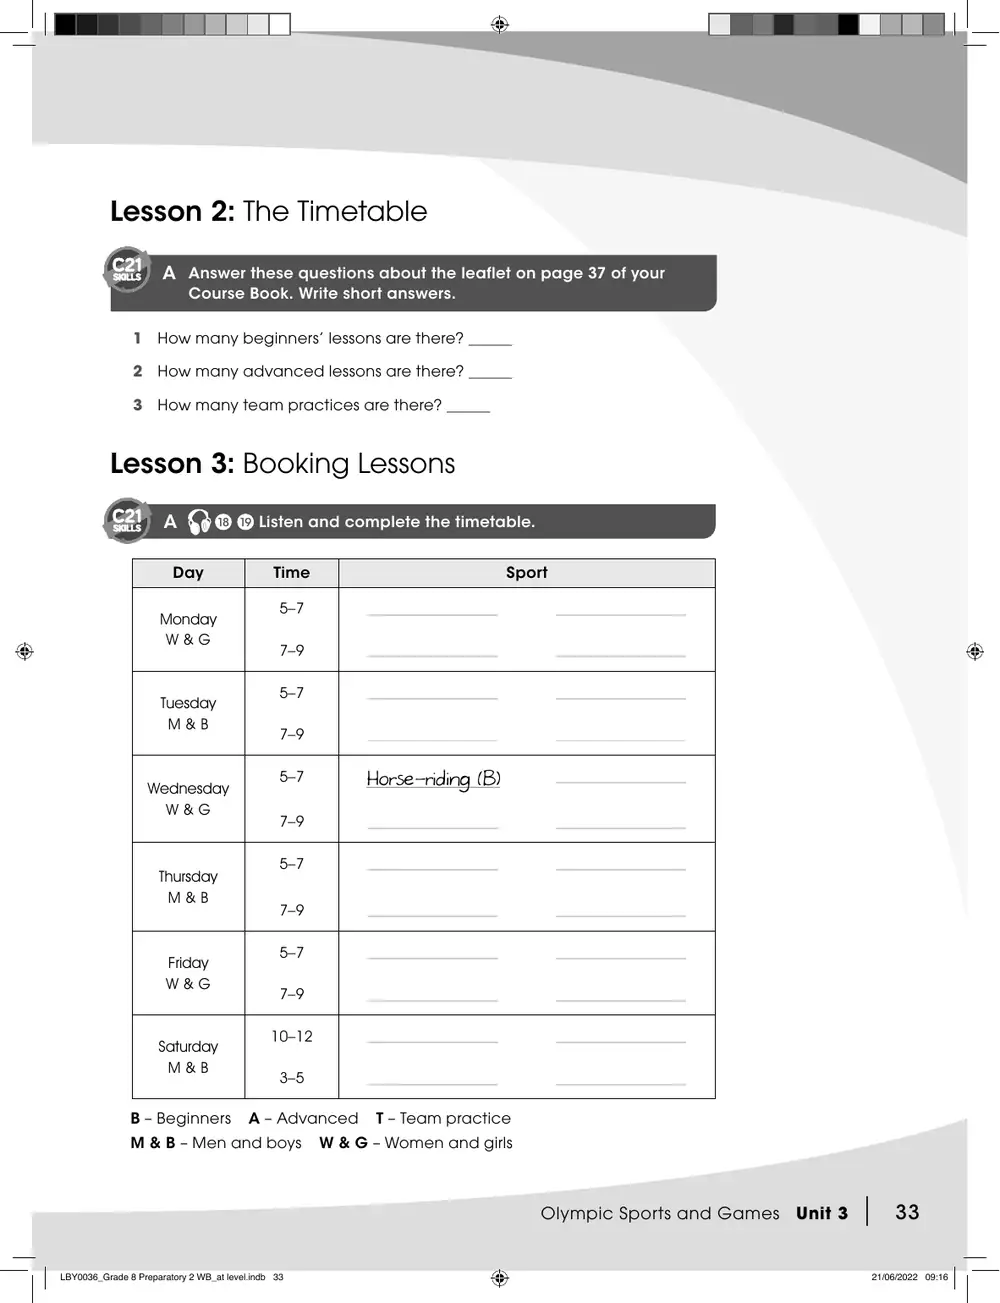 Lesson 2: The Timetable
C21 SKILLS
A Answer these questions about the leaflet on page 37 of your
Course Book. Write short answers.
1 How many beginners’ lessons are there? _____
2 How many advanced lessons are there? _____
3 How many team practices are there? _____
Lesson 3: Booking Lessons
C21 SKILLS
A 18 19 Listen and complete the timetable.
Day Time Sport
Monday
W & G
5–7
7–9
Tuesday
M & B
5–7
7–9
Wednesday
W & G
5–7 Horse-riding (B)
7–9
Thursday
M & B
5–7
7–9
Friday
W & G
5–7
7–9
Saturday
M & B
10–12
3–5
B – Beginners A – Advanced T – Team practice
M & B – Men and boys W & G – Women and girls
Olympic Sports and Games Unit 3 33
LBY0036_Grade 8 Preparatory 2 WB_at level.indb 33 21/06/2022 09:16